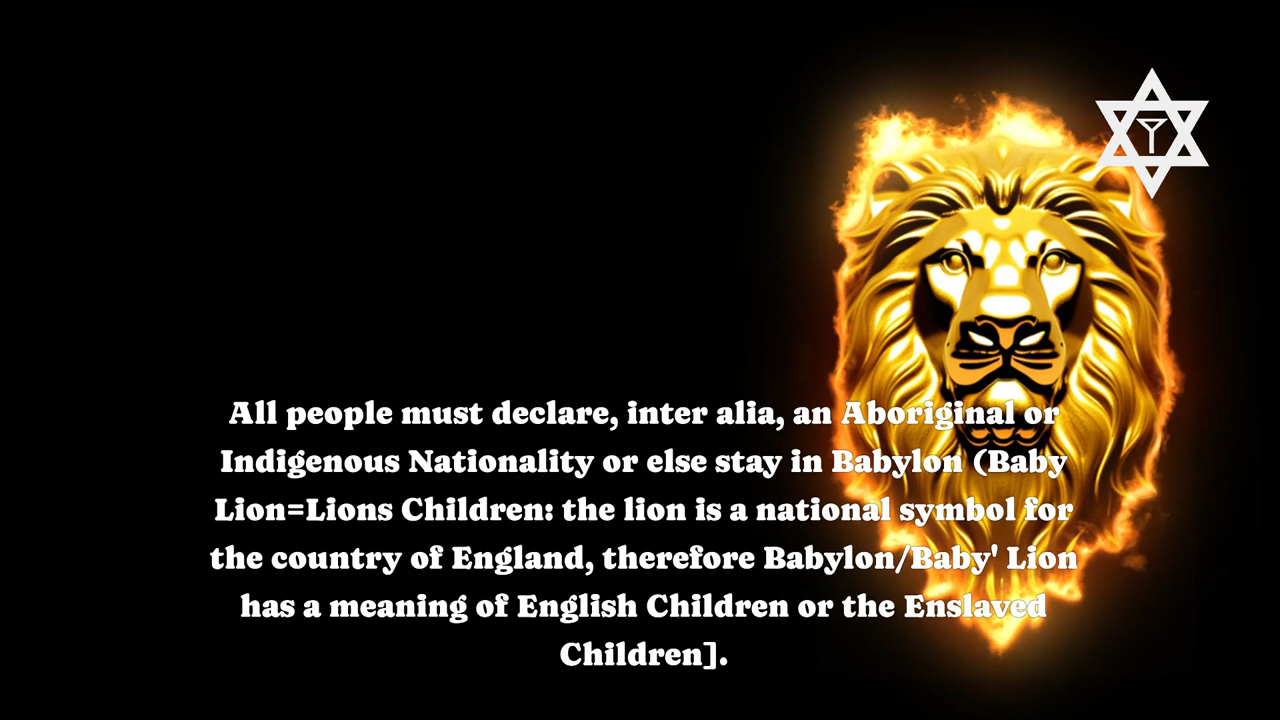 All people must declare, inter alia, an Aboriginal or
Indigenous Nationality or else stay in Babylon (Baby
Lion=Lions Children: the lion is a national symbol for
the country of England, therefore Babylon/Baby' Lion
has a meaning of English Children or the Enslaved
Children].